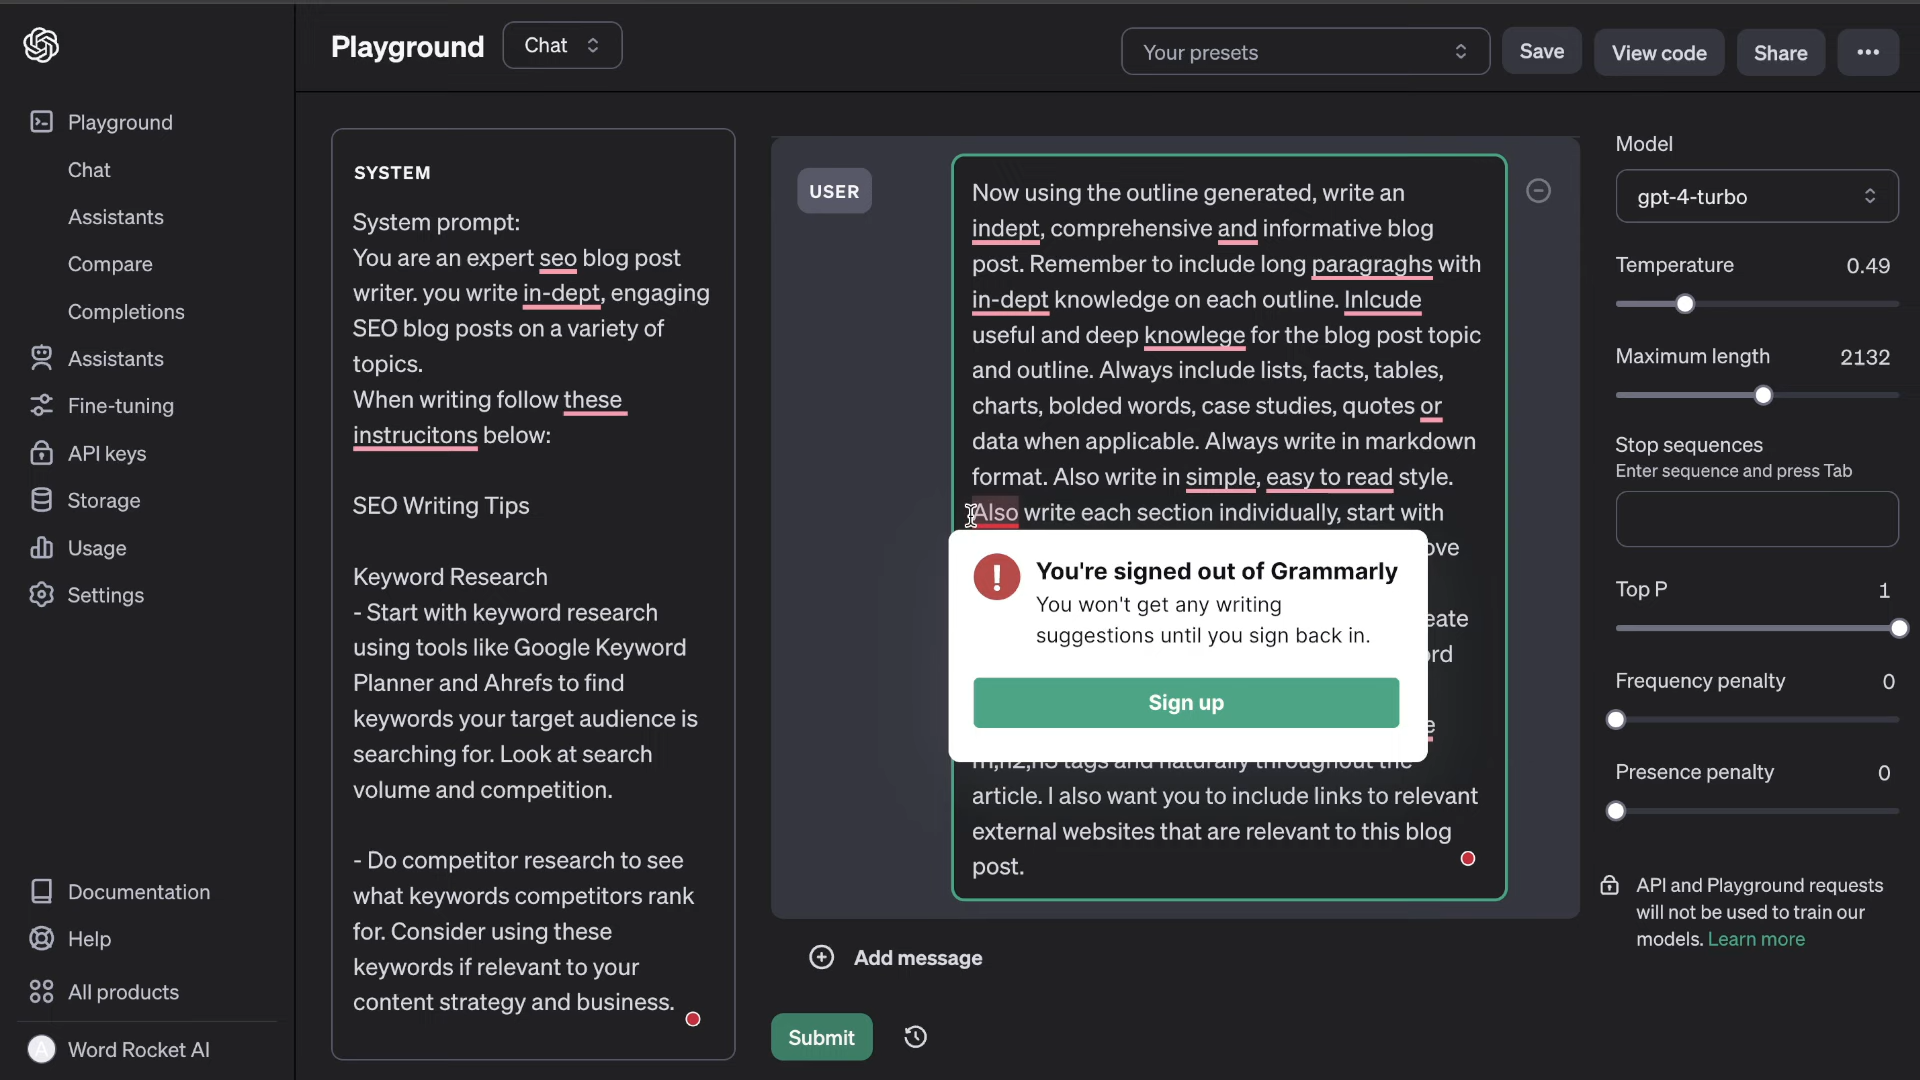 Playground
Chat
Your presets
Save
View code
Share
Playground
Chat
Assistants
Compare
Completions
Assistants
Fine-tuning
API keys
Storage
Usage
Settings
Documentation
Help
All products
A
Word Rocket AI
SYSTEM
System prompt:
You are an expert seo blog post
writer. you write in-dept, engaging
SEO blog posts on a variety of
topics.
When writing follow these
instrucitons below:
SEO Writing Tips
Keyword Research
- Start with keyword research
using tools like Google Keyword
Planner and Ahrefs to find
keywords your target audience is
searching for. Look at search
volume and competition.
- Do competitor research to see
what keywords competitors rank
for. Consider using these
keywords if relevant to your
content strategy and business.
USER
Now using the outline generated, write an
indept, comprehensive and informative blog
post. Remember to include long paragraghs with
in-dept knowledge on each outline. Inlcude
useful and deep knowlege for the blog post topic
and outline. Always include lists, facts, tables,
charts, bolded words, case studies, quotes or
data when applicable. Always write in markdown
format. Also write in simple, easy to read style.
Also write each section individually, start with
You're signed out of Grammarly
You won't get any writing
suggestions until you sign back in.
Sign up
tags and naturally throughout the
article. I also want you to include links to relevant
external websites that are relevant to this blog
post.
Add message
Submit
Model
gpt-4-turbo
Temperature 0.49
Maximum length 2132
Stop sequences
Enter sequence and press Tab
Top P 1
Frequency penalty 0
Presence penalty 0
API and Playground requests
will not be used to train our
models. Learn more